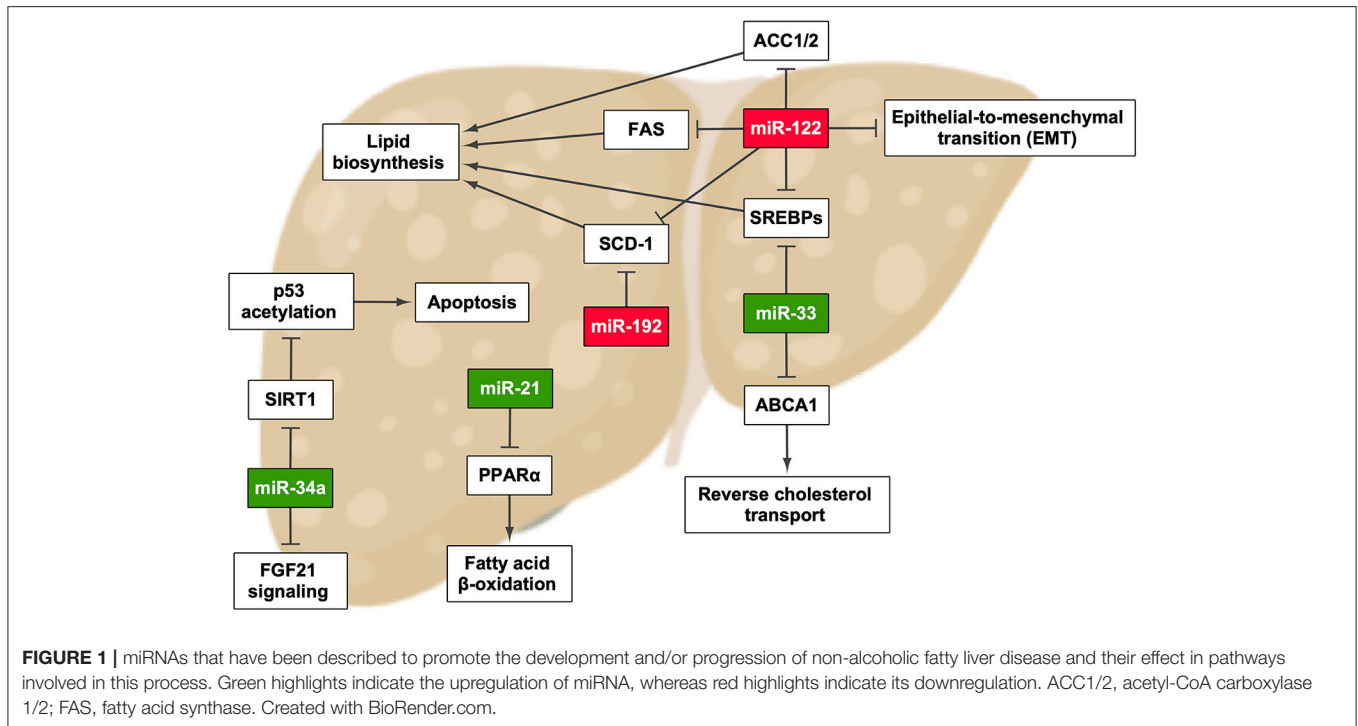 ACC1/2
Lipid
biosynthesis
FAS
miR-122
Epithelial-to-mesenchymal
transition (EMT)
SREBPs
SCD-1
p53
acetylation
Apoptosis
miR-192
miR-33
SIRT1
miR-21
ABCA1
miR-34a
PPARα
Reverse cholesterol
transport
FGF21
signaling
Fatty acid
β-oxidation
FIGURE 1 | miRNAs that have been described to promote the development and/or progression of non-alcoholic fatty liver disease and their effect in pathways
involved in this process. Green highlights indicate the upregulation of miRNA, whereas red highlights indicate its downregulation. ACC1/2, acetyl-CoA carboxylase
1/2; FAS, fatty acid synthase. Created with BioRender.com.